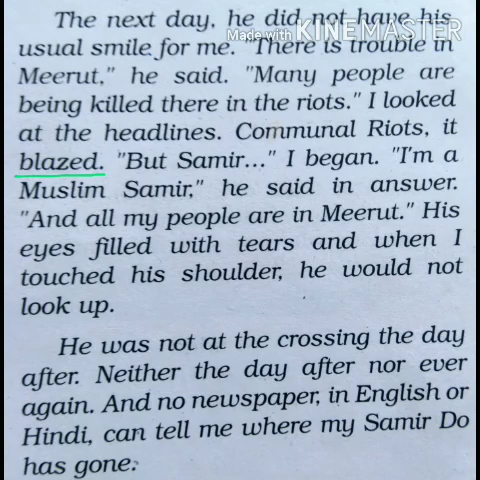 The next day, he did not have his
Made with KINEMASTER
usual smile for me. "There is trouble in
Meerut," he said. "Many people are
being killed there in the riots." I looked
at the headlines. Communal Riots, it
blazed. "But Samir..." I began. "I'm a
Muslim Samir," he said in answer.
"And all my people are in Meerut." His
eyes filled with tears and when I
touched his shoulder, he would not
look up.
He was not at the crossing the day
after. Neither the day after nor ever
again. And no newspaper, in English or
Hindi, can tell me where my Samir Do
has gone.